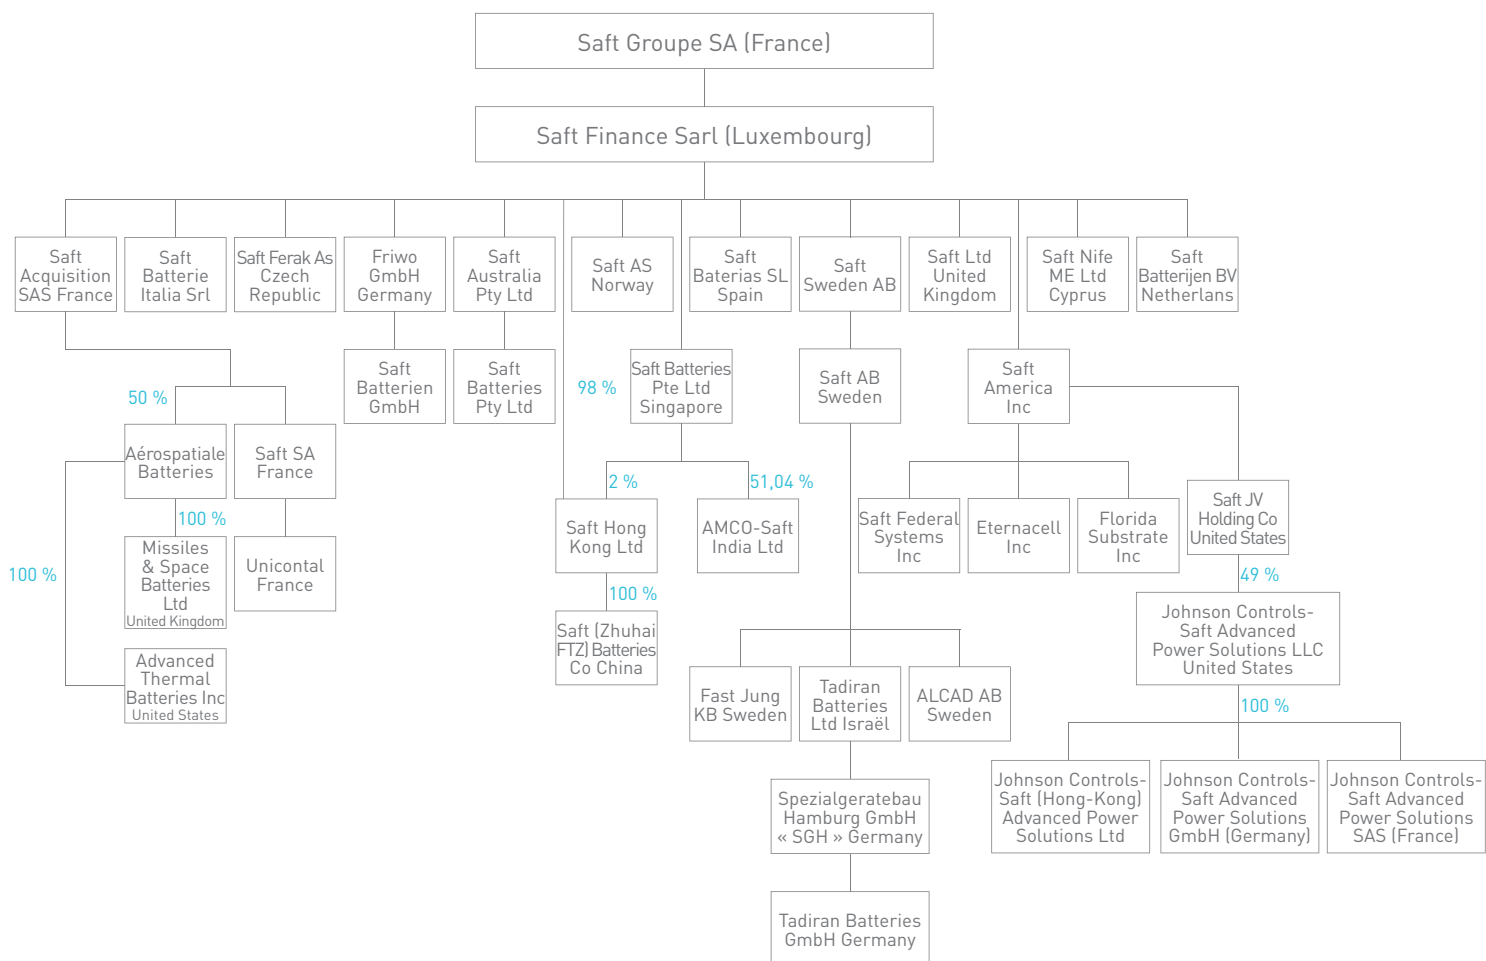 Saft Groupe SA (France)
Saft Finance Sarl (Luxembourg)
Saft
Acquisition
SAS France
Saft
Batterie
Italia Srl
Saft Ferak As
Czech
Republic
Friwo
GmbH
Germany
Saft
Australia
Pty Ltd
Saft AS
Norway
Saft
Baterias SL
Spain
Saft
Sweden AB
Saft Ltd
United
Kingdom
Saft Nife
ME Ltd
Cyprus
Saft
Batterijen BV
Netherlans
Saft
Batterien
GmbH
Saft
Batteries
Pty Ltd
98 %
Saft Batteries
Pte Ltd
Singapore
Saft AB
Sweden
Saft
America
Inc
50 %
Aérospatiale
Batteries
Saft SA
France
2 %
51,04 %
Saft Hong
Kong Ltd
AMCO-Saft
India Ltd
Saft Federal
Systems
Inc
Eternacell
Inc
Florida
Substrate
Inc
Saft JV
Holding Co
United States
100 %
100 %
Missiles
& Space
Batteries
Ltd
United Kingdom
Unicontal
France
100 %
49 %
Saft (Zhuhai
FTZ) Batteries
Co China
Johnson Controls-
Saft Advanced
Power Solutions LLC
United States
Advanced
Thermal
Batteries Inc
United States
Fast Jung
KB Sweden
Tadiran
Batteries
Ltd Israël
ALCAD AB
Sweden
100 %
Spezialgeratebau
Hamburg GmbH
« SGH » Germany
Johnson Controls-
Saft (Hong-Kong)
Advanced Power
Solutions Ltd
Johnson Controls-
Saft Advanced
Power Solutions
GmbH (Germany)
Johnson Controls-
Saft Advanced
Power Solutions
SAS (France)
Tadiran Batteries
GmbH Germany